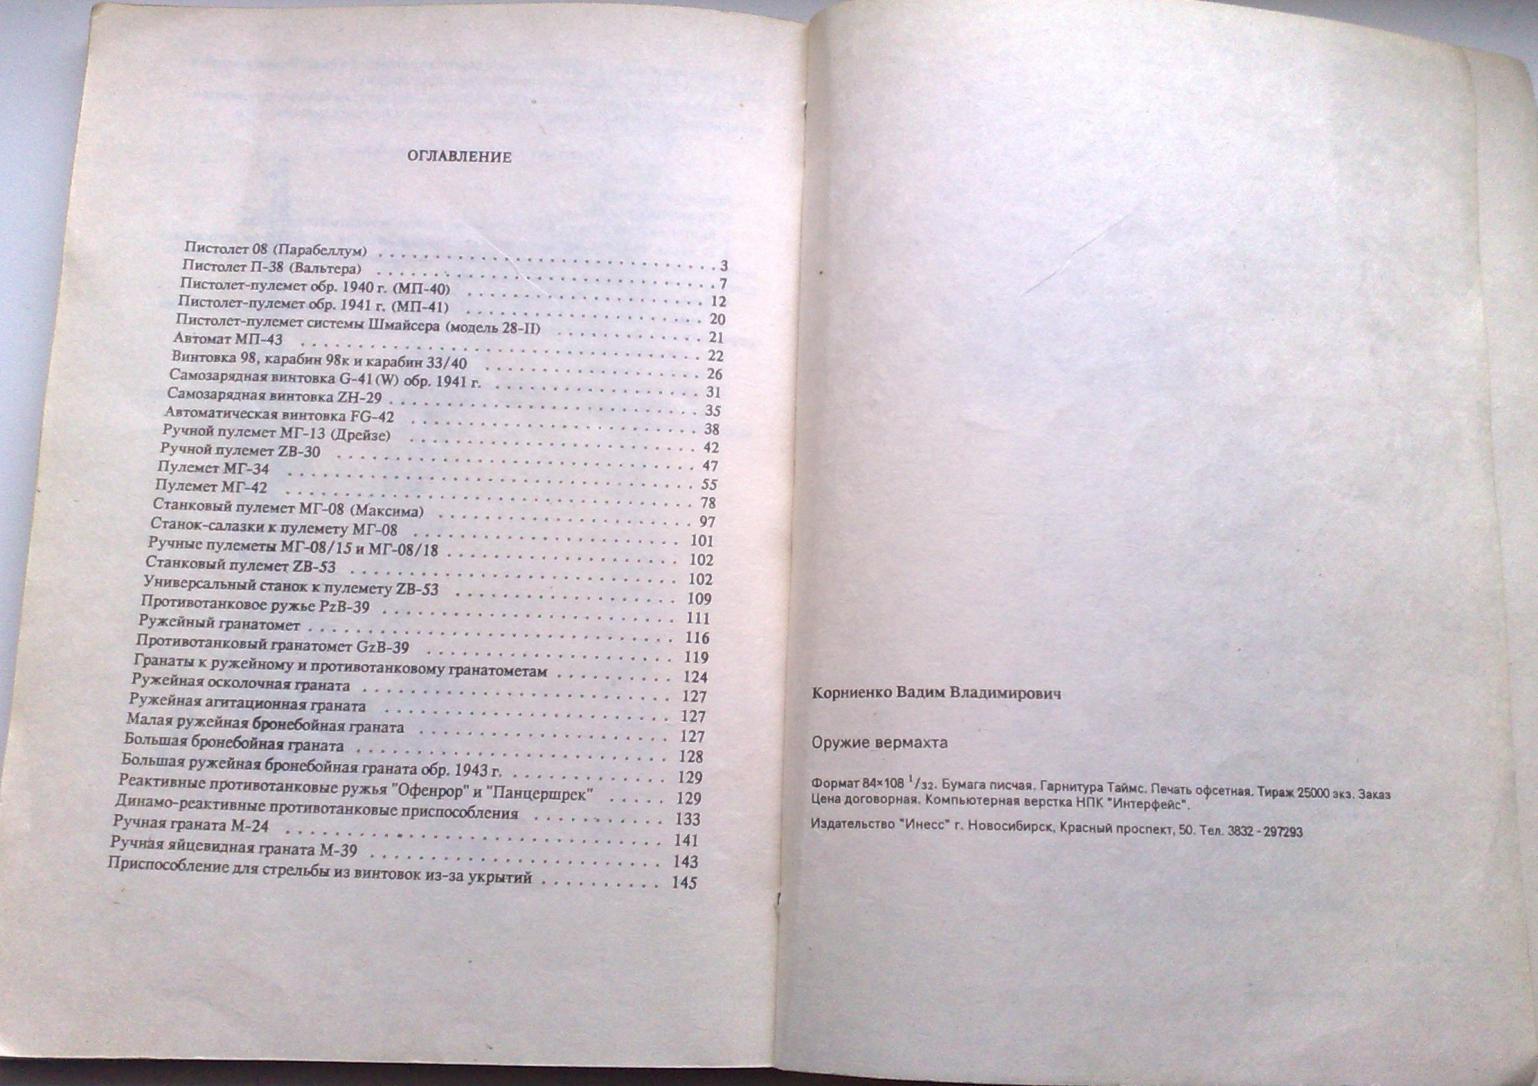 ОГЛАВЛЕНИЕ
Пистолет 08 (Парабеллум) . . . . . . . . . . 3
Пистолет П-38 (Вальтера) . . . . . . . . . . 7
Пистолет-пулемет обр. 1940 г. (МП-40) . . . . . . . . . . 12
Пистолет-пулемет обр. 1941 г. (МП-41) . . . . . . . . . . 20
Пистолет-пулемет системы Шмайсера (модель 28-II) . . . . . . . . . . 21
Автомат МП-43 . . . . . . . . . . 22
Винтовка 98, карабин 98к и карабин 33/40 . . . . . . . . . . 26
Самозарядная винтовка G-41(W) обр. 1941 г. . . . . . . . . . . 31
Самозарядная винтовка ZH-29 . . . . . . . . . . 35
Автоматическая винтовка FG-42 . . . . . . . . . . 38
Ручной пулемет МГ-13 (Дрейзе) . . . . . . . . . . 42
Ручной пулемет ZB-30 . . . . . . . . . . 47
Пулемет МГ-34 . . . . . . . . . . 55
Пулемет МГ-42 . . . . . . . . . . 78
Станковый пулемет МГ-08 (Максима) . . . . . . . . . . 97
Станок-салазки к пулемету МГ-08 . . . . . . . . . . 101
Ручные пулеметы МГ-08/15 и МГ-08/18 . . . . . . . . . . 102
Станковый пулемет ZB-53 . . . . . . . . . . 102
Универсальный станок к пулемету ZB-53 . . . . . . . . . . 109
Противотанковое ружье PzB-39 . . . . . . . . . . 111
Ружейный гранатомет . . . . . . . . . . 116
Противотанковый гранатомет GzB-39 . . . . . . . . . . 119
Гранаты к ружейному и противотанковому гранатометам . . . . . . . . 124
Ружейная осколочная граната . . . . . . . . . . 127
Ружейная агитационная граната . . . . . . . . . . 127
Малая ружейная бронебойная граната . . . . . . . . . . 127
Большая бронебойная граната . . . . . . . . . . 128
Большая ружейная бронебойная граната обр. 1943 г. . . . . . . . . . . 129
Реактивные противотанковые ружья "Офенрор" и "Панцершрек" . . . . . 129
Динамо-реактивные противотанковые приспособления . . . . . . . . . . 133
Ручная граната М-24 . . . . . . . . . . 141
Ручная яйцевидная граната М-39 . . . . . . . . . . 143
Приспособление для стрельбы из винтовок из-за укрытий . . . . . . . . . 145
Корниенко Вадим Владимирович
Оружие вермахта
Формат 84×108 1/32. Бумага писчая. Гарнитура Таймс. Печать офсетная. Тираж 25000 экз. Заказ
Цена договорная. Компьютерная верстка НПК "Интерфейс".
Издательство "Инесс" г. Новосибирск, Красный проспект, 50. Тел. 3832-297293